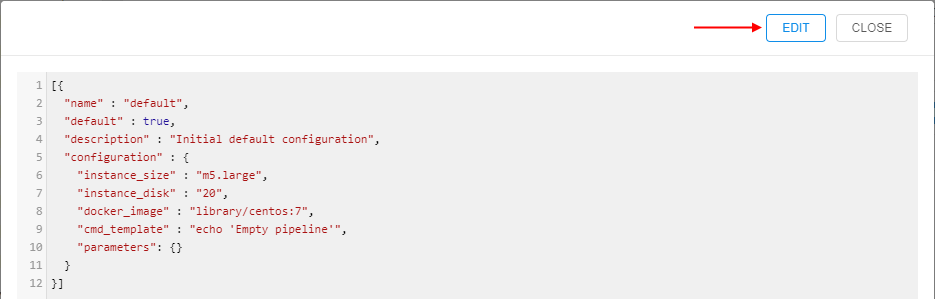 EDIT CLOSE
1 [{
2 "name" : "default",
3 "default" : true,
4 "description" : "Initial default configuration",
5 "configuration" : {
6 "instance_size" : "m5.large",
7 "instance_disk" : "20",
8 "docker_image" : "library/centos:7",
9 "cmd_template" : "echo 'Empty pipeline'",
10 "parameters": {}
11 }
12 }]